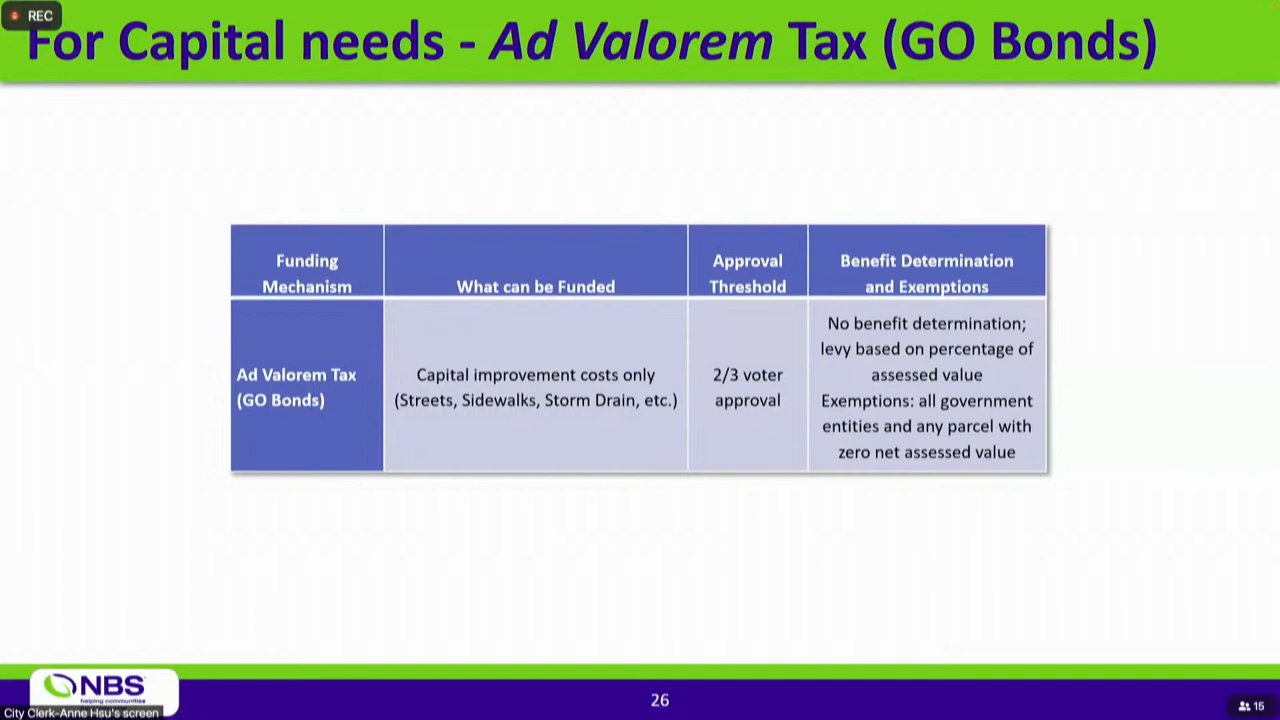 REC
For Capital needs - Ad Valorem Tax (GO Bonds)
Funding
Mechanism
What can be Funded
Approval
Threshold
Benefit Determination
and Exemptions
Ad Valorem Tax
(GO Bonds)
Capital improvement costs only
(Streets, Sidewalks, Storm Drain, etc.)
2/3 voter
approval
No benefit determination;
levy based on percentage of
assessed value
Exemptions: all government
entities and any parcel with
zero net assessed value
NBS
helping communities
26
City Clerk-Anne Hsu's screen
15